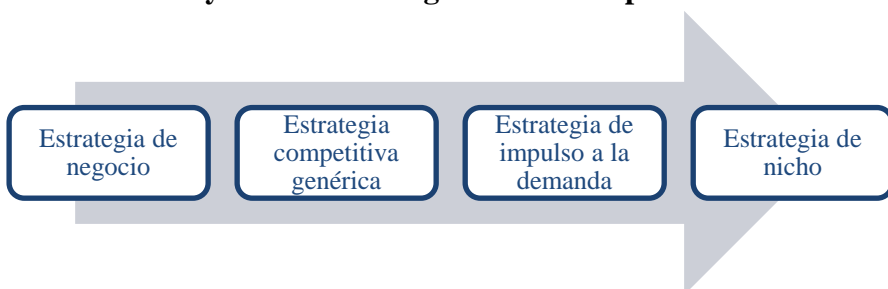 Estrategia de
negocio
Estrategia
competitiva
genérica
Estrategia de
impulso a la
demanda
Estrategia de
nicho